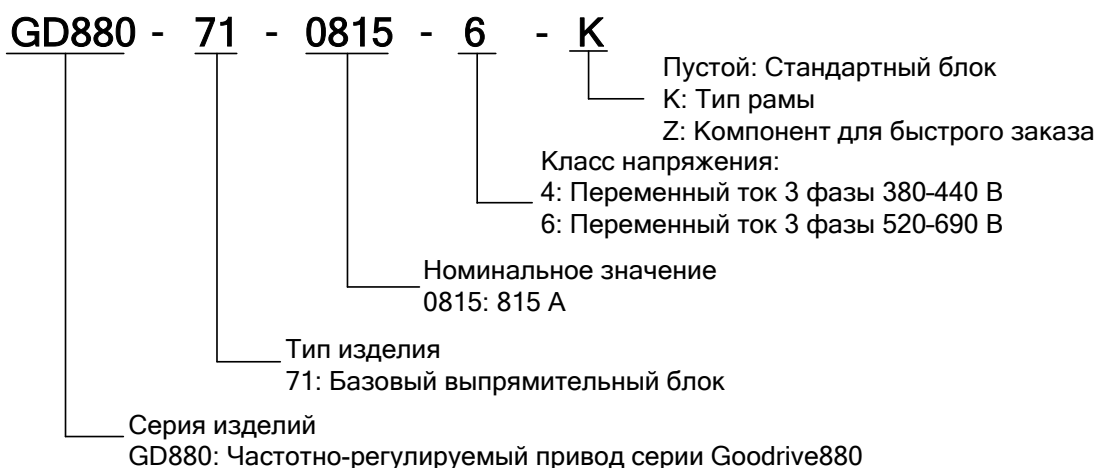 GD880 - 71 - 0815 - 6 - K
Пустой: Стандартный блок
K: Тип рамы
Z: Компонент для быстрого заказа
Класс напряжения:
4: Переменный ток 3 фазы 380-440 В
6: Переменный ток 3 фазы 520-690 В
Номинальное значение
0815: 815 A
Тип изделия
71: Базовый выпрямительный блок
Серия изделий
GD880: Частотно-регулируемый привод серии Goodrive880